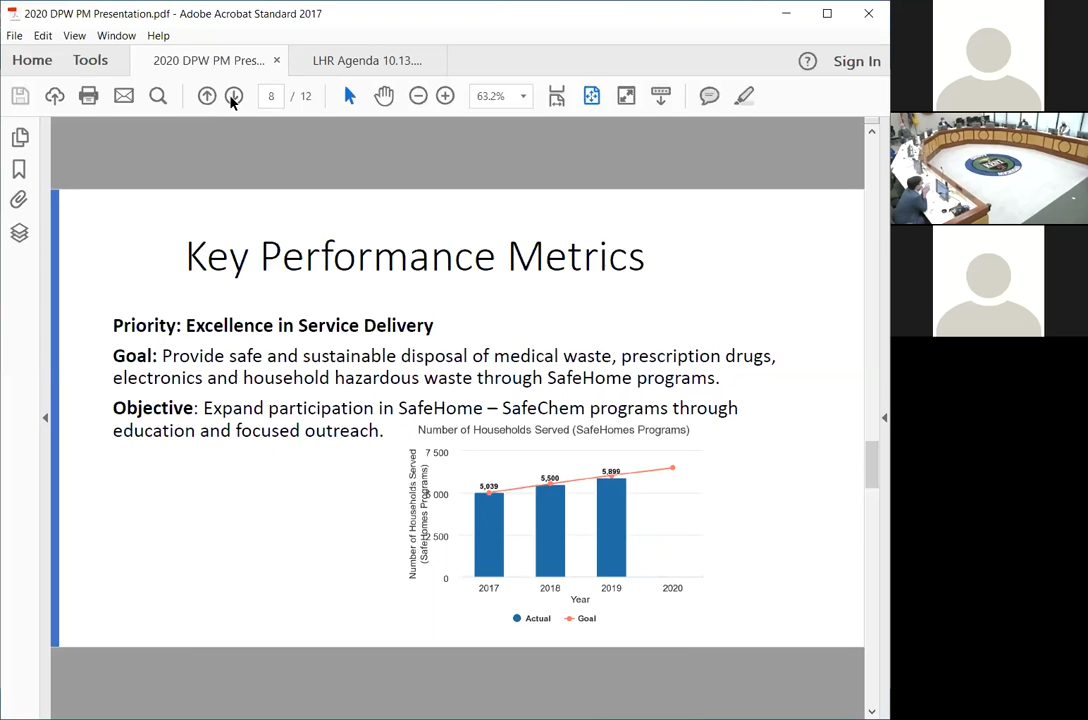 2020 DPW PM Presentation.pdf - Adobe Acrobat Standard 2017
File Edit View Window Help
Home Tools 2020 DPW PM Pres... × LHR Agenda 10.13.... Sign In
8 / 12 63.2%
Key Performance Metrics
Priority: Excellence in Service Delivery
Goal: Provide safe and sustainable disposal of medical waste, prescription drugs,
electronics and household hazardous waste through SafeHome programs.
Objective: Expand participation in SafeHome – SafeChem programs through
education and focused outreach.
Number of Households Served (SafeHomes Programs)
Number of Households Served
(SafeHomes Programs)
7 500
5 000
2 500
0
5,039
5,500
5,899
2017 2018 2019 2020
Year
Actual Goal